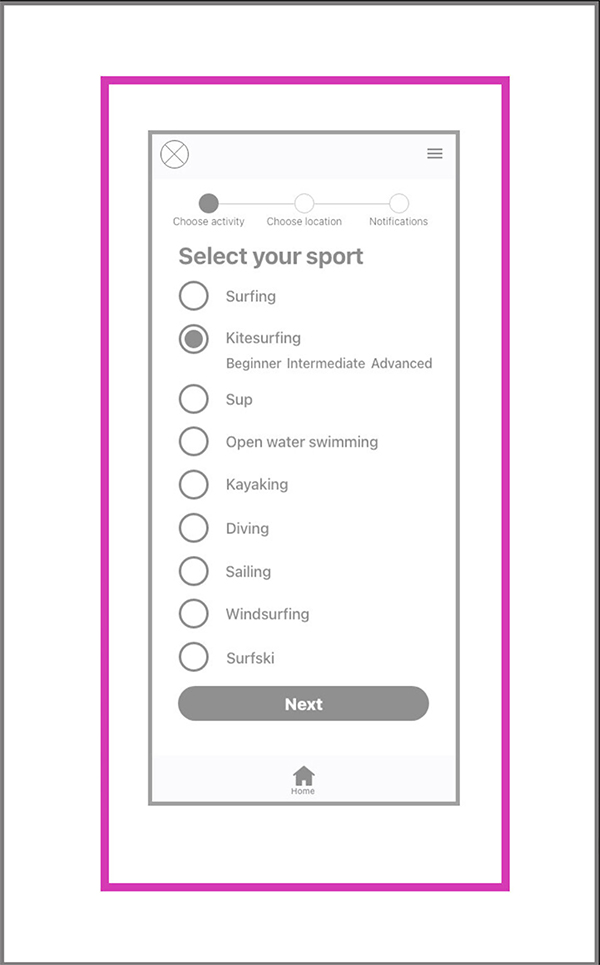 Choose activity Choose location Notifications
Select your sport
Surfing
Kitesurfing
Beginner Intermediate Advanced
Sup
Open water swimming
Kayaking
Diving
Sailing
Windsurfing
Surfski
Next
Home